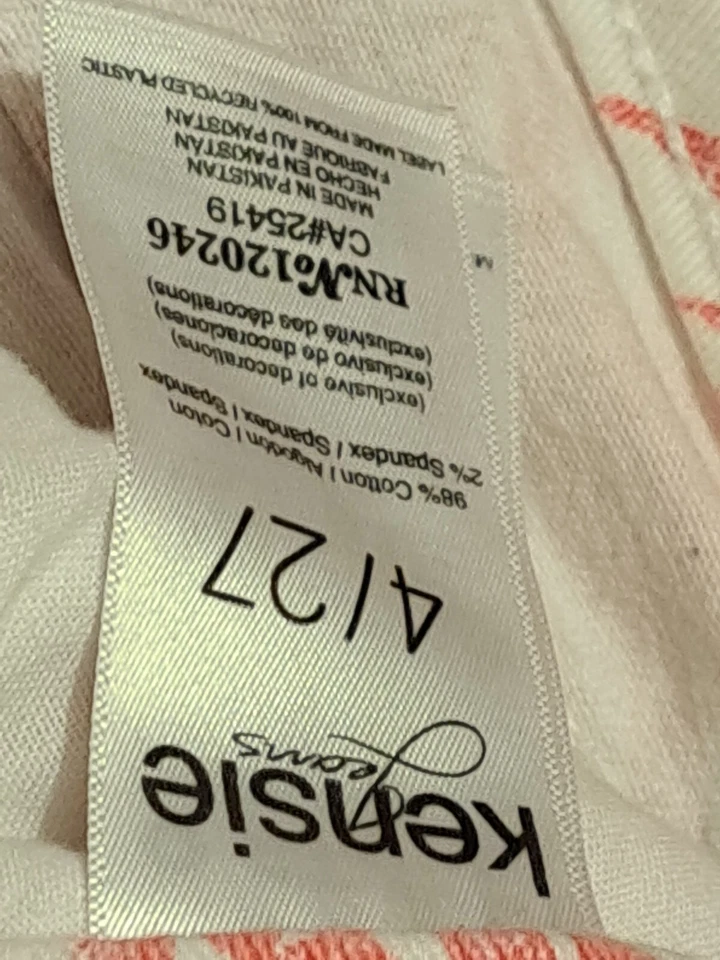 kensie
Jeans
4/27
98% Cotton / Algodón / Coton
2% Spandex / Spandex / Spandex
(exclusive of decorations)
(exclusivo de decoraciones)
(exclusivité des décorations)
RN No120246
CA#25419
MADE IN PAKISTAN
HECHO EN PAKISTÁN
FABRIQUE AU PAKISTAN
LABEL MADE FROM 100% RECYCLED PLASTIC
M